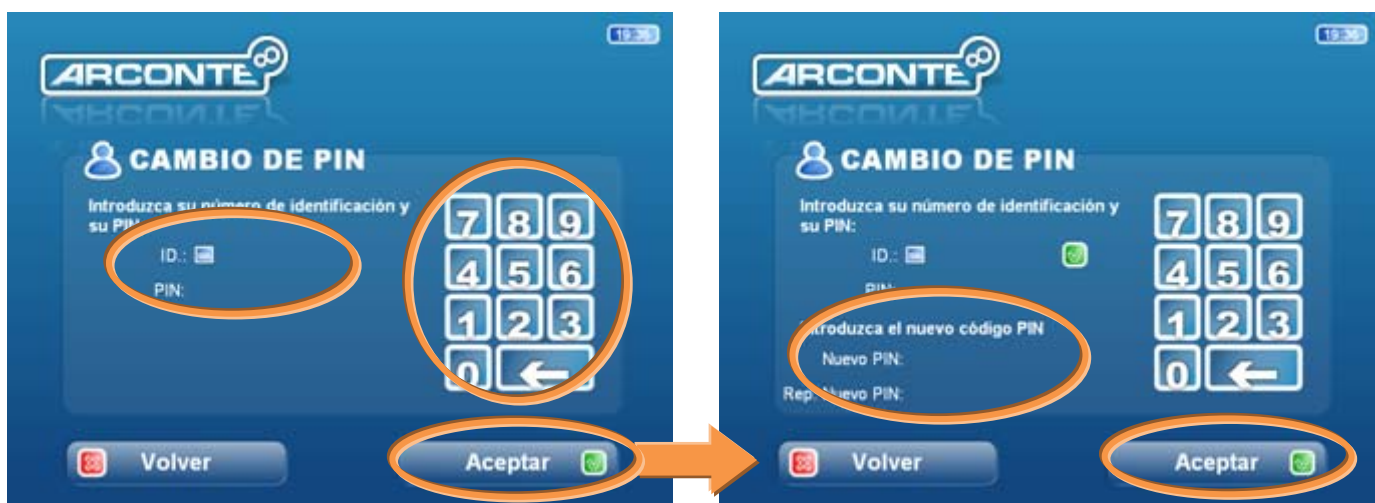 19:36
ARCONTE
CAMBIO DE PIN
Introduzca su número de identificación y
su PIN:
ID.:
PIN:
7 8 9
4 5 6
1 2 3
0
Volver
Aceptar
19:36
ARCONTE
CAMBIO DE PIN
Introduzca su número de identificación y
su PIN:
ID.:
PIN:
Introduzca el nuevo código PIN
Nuevo PIN:
Rep. Nuevo PIN:
7 8 9
4 5 6
1 2 3
0
Volver
Aceptar